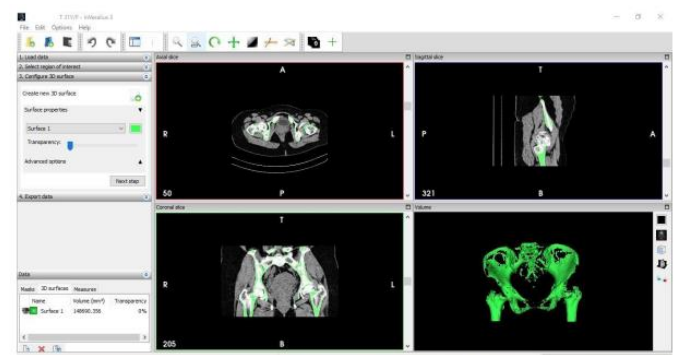 InVesalius 3
File Edit Options Help
1. Load data
2. Select region of interest
3. Configure 3D surface
Create new 3D surface
Surface properties
Surface 1
Transparency:
Advanced options
Next step
4. Export data
Data
Masks 3D surfaces Measures
Name Volume (mm³) Transparency
Surface 1 148690.356 0%
Axial slice
A
R L
50 P
Sagittal slice
T
P A
321 B
Coronal slice
T
R L
205 B
Volume